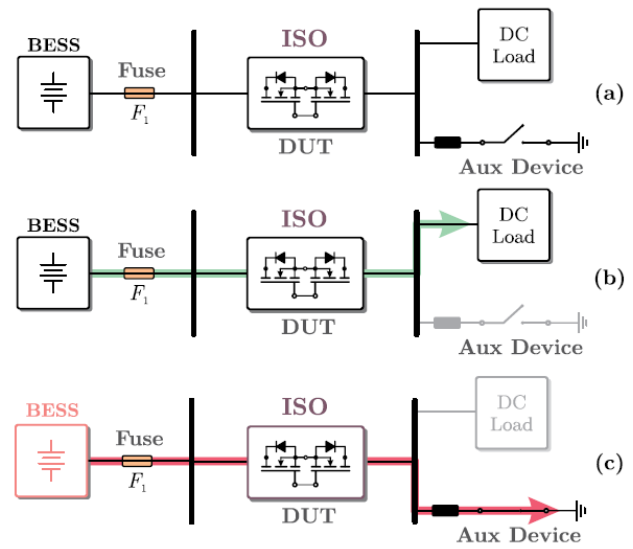 BESS
Fuse
F1
ISO
DUT
DC
Load
Aux Device
(a)
BESS
Fuse
F1
ISO
DUT
DC
Load
Aux Device
(b)
BESS
Fuse
F1
ISO
DUT
DC
Load
Aux Device
(c)